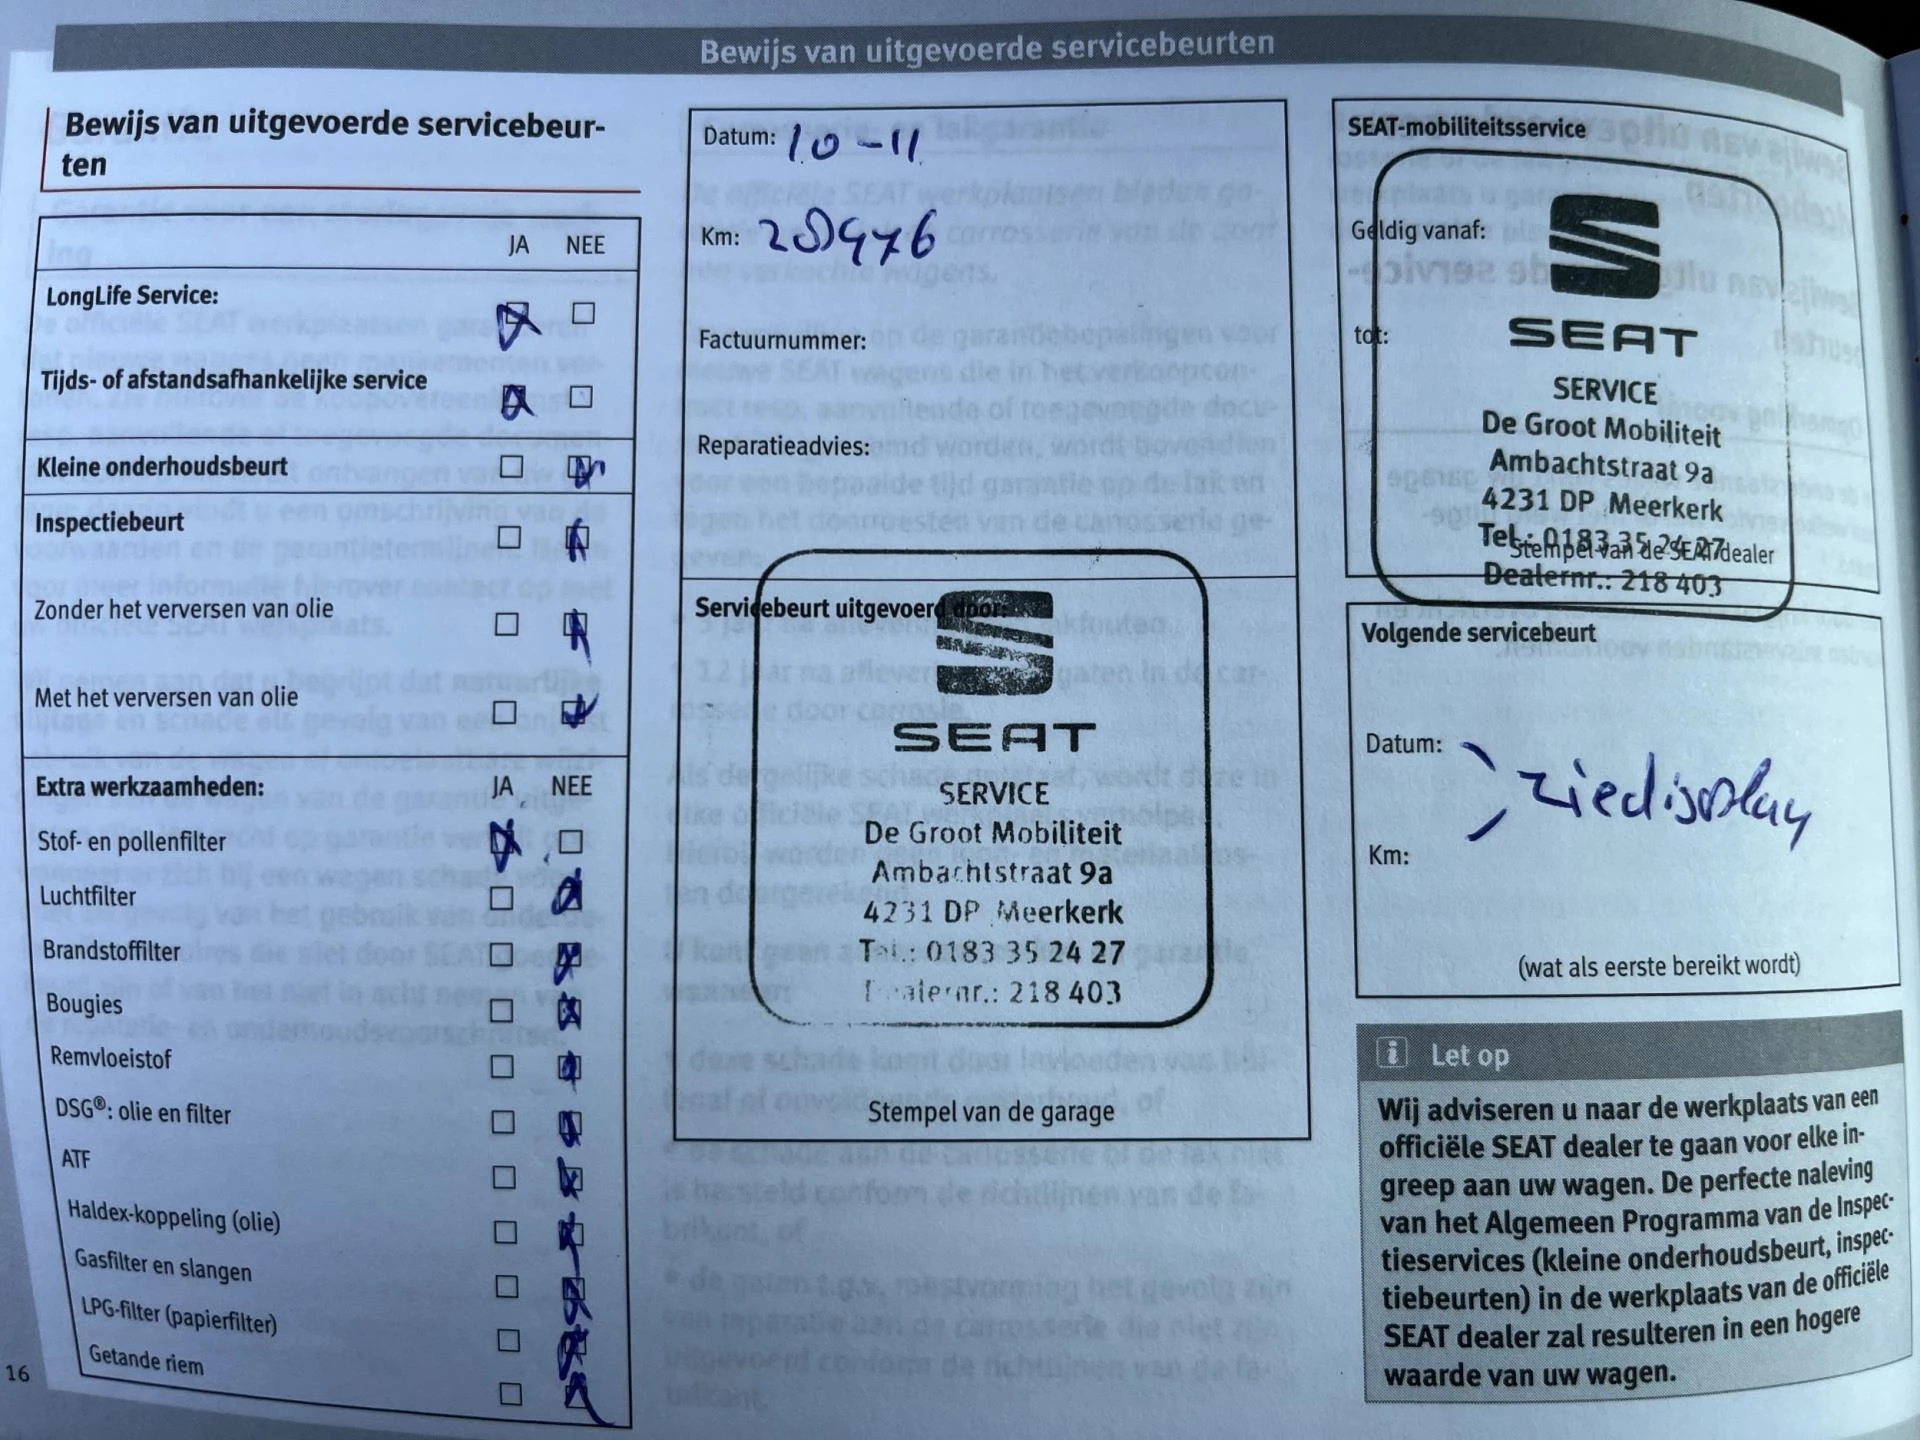 Bewijs van uitgevoerde servicebeurten
Bewijs van uitgevoerde servicebeur-
ten
JA NEE
LongLife Service:
Tijds- of afstandsafhankelijke service
Kleine onderhoudsbeurt
Inspectiebeurt
Zonder het verversen van olie
Met het verversen van olie
Extra werkzaamheden: JA NEE
Stof- en pollenfilter
Luchtfilter
Brandstoffilter
Bougies
Remvloeistof
DSG®: olie en filter
ATF
Haldex-koppeling (olie)
Gasfilter en slangen
LPG-filter (papierfilter)
Getande riem
16
Datum: 10-11
Km:
Factuurnummer:
Reparatieadvies:
Servicebeurt uitgevoerd door:
SEAT
SERVICE
De Groot Mobiliteit
Ambachtstraat 9a
4231 DP Meerkerk
Tel.: 0183 35 24 27
Dealernr.: 218 403
Stempel van de garage
SEAT-mobiliteitsservice
Geldig vanaf:
tot:
SEAT
SERVICE
De Groot Mobiliteit
Ambachtstraat 9a
4231 DP Meerkerk
Tel.: 0183 35 24 27
Stempel van de SEAT dealer
Dealernr.: 218 403
Volgende servicebeurt
Datum:
zie display
Km:
(wat als eerste bereikt wordt)
i Let op
Wij adviseren u naar de werkplaats van een
officiële SEAT dealer te gaan voor elke in-
greep aan uw wagen. De perfecte naleving
van het Algemeen Programma van de Inspec-
tieservices (kleine onderhoudsbeurt, inspec-
tiebeurten) in de werkplaats van de officiële
SEAT dealer zal resulteren in een hogere
waarde van uw wagen.